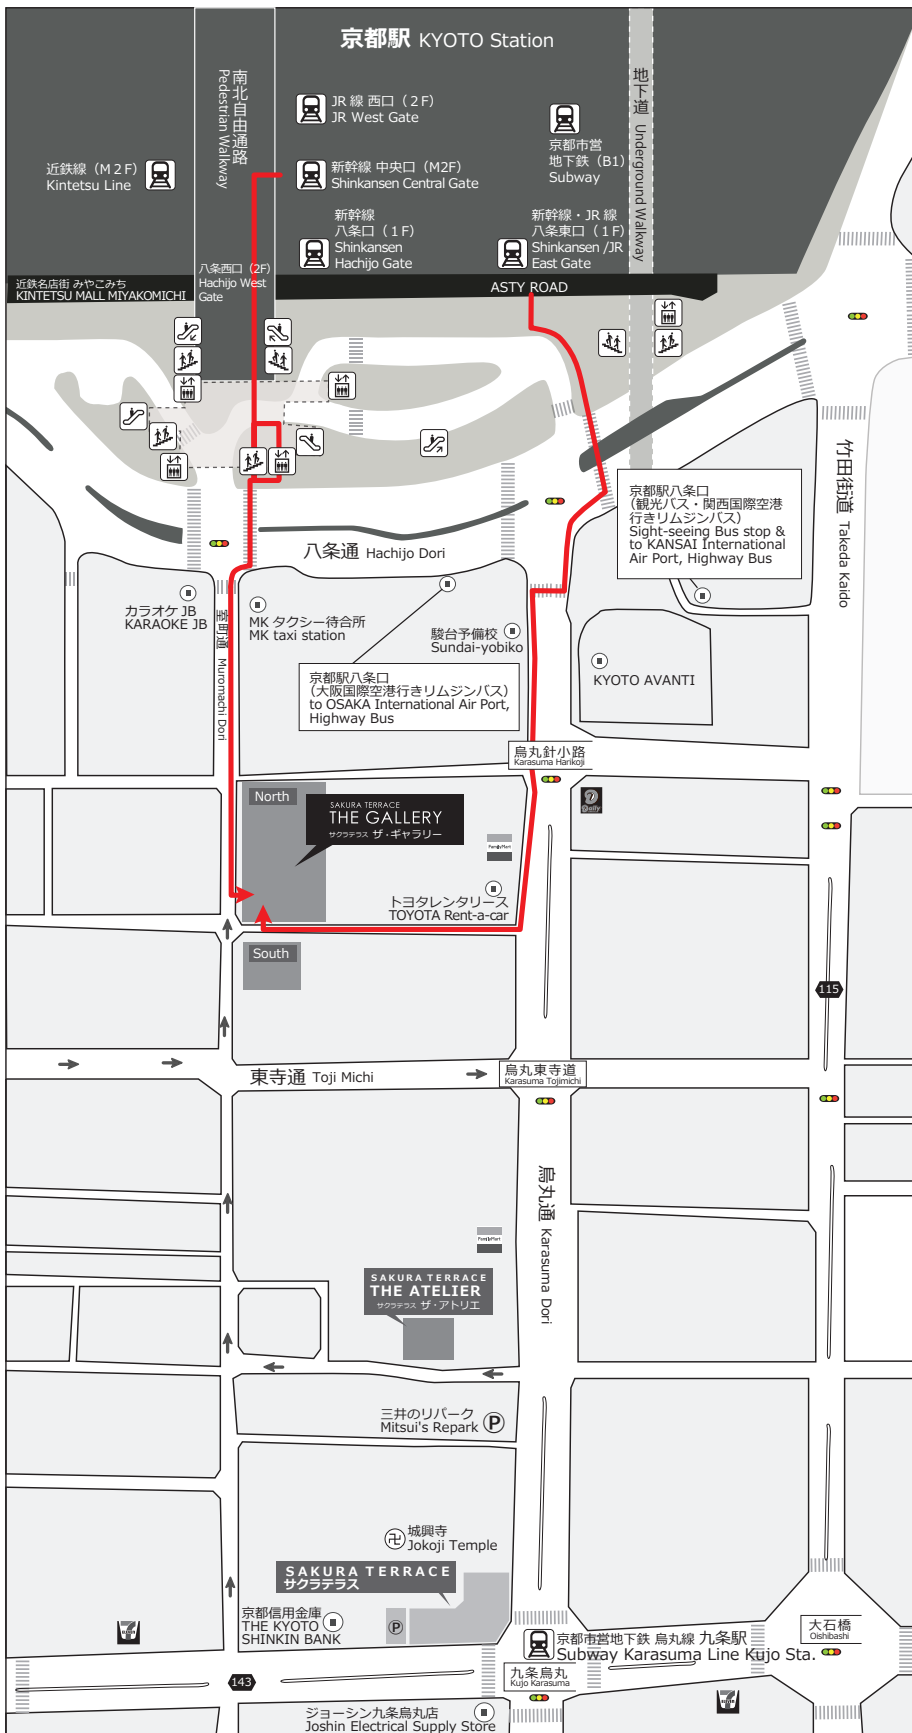 京都駅 KYOTO Station
南北自由通路
Pedestrian Walkway
地下道 Underground Walkway
JR 線 西口（2F）
JR West Gate
京都市営
地下鉄（B1）
Subway
近鉄線（M2F）
Kintetsu Line
新幹線 中央口（M2F）
Shinkansen Central Gate
新幹線
八条口（1F）
Shinkansen
Hachijo Gate
新幹線・JR 線
八条東口（1F）
Shinkansen /JR
East Gate
八条西口（2F）
Hachijo West
Gate
近鉄名店街 みやこみち
KINTETSU MALL MIYAKOMICHI
ASTY ROAD
竹田街道 Takeda Kaido
京都駅八条口
（観光バス・関西国際空港
行きリムジンバス）
Sight-seeing Bus stop &
to KANSAI International
Air Port, Highway Bus
八条通 Hachijo Dori
カラオケ JB
KARAOKE JB
室町通 Muromachi Dori
MK タクシー待合所
MK taxi station
駿台予備校
Sundai-yobiko
京都駅八条口
（大阪国際空港行きリムジンバス）
to OSAKA International Air Port,
Highway Bus
KYOTO AVANTI
烏丸針小路
Karasuma Harikoji
North
SAKURA TERRACE
THE GALLERY
サクラテラス ザ・ギャラリー
FamilyMart
Daily
トヨタレンタリース
TOYOTA Rent-a-car
South
115
東寺通 Toji Michi
烏丸東寺道
Karasuma Tojimichi
烏丸通 Karasuma Dori
FamilyMart
SAKURA TERRACE
THE ATELIER
サクラテラス ザ・アトリエ
三井のリパーク
Mitsui's Repark
P
城興寺
Jokoji Temple
SAKURA TERRACE
サクラテラス
京都信用金庫
THE KYOTO
SHINKIN BANK
P
7
ELEVEN
大石橋
Oishibashi
京都市営地下鉄 烏丸線 九条駅
Subway Karasuma Line Kujo Sta.
九条烏丸
Kujo Karasuma
143
7
ELEVEN
ジョーシン九条烏丸店
Joshin Electrical Supply Store